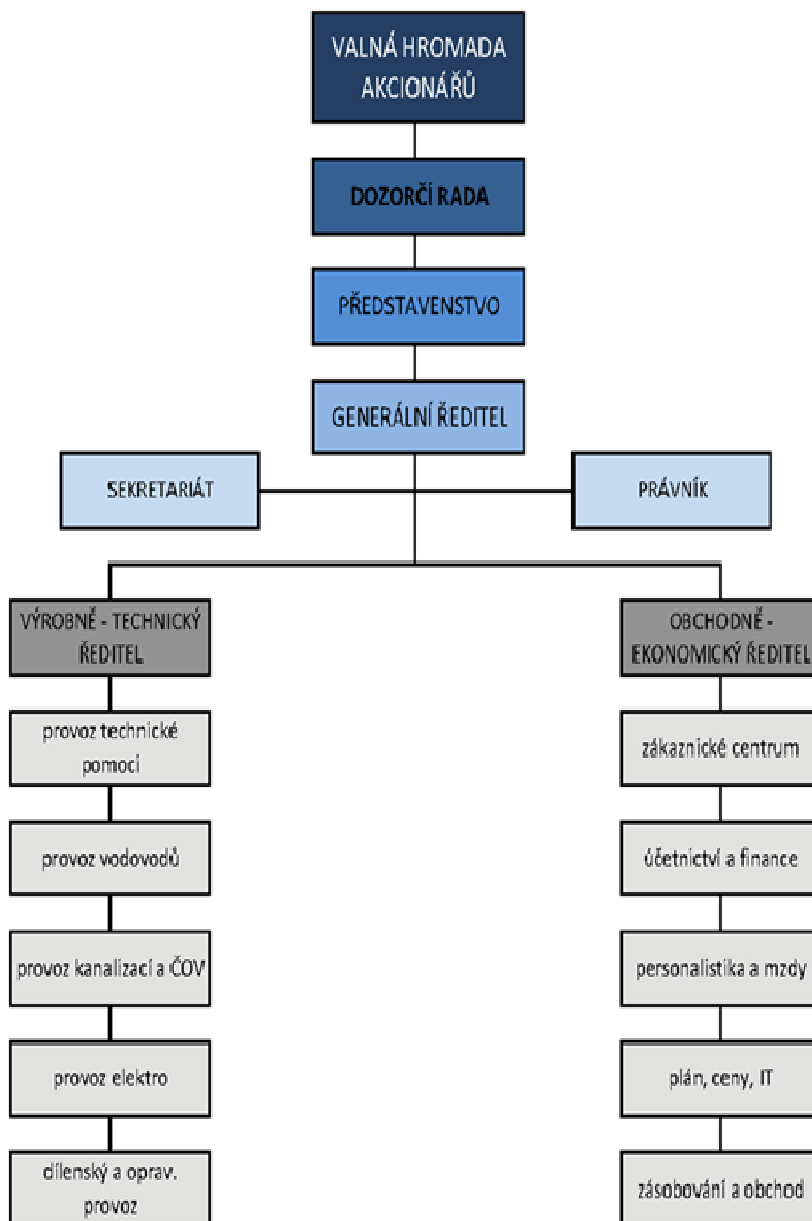 VALNÁ HROMADA
AKCIONÁŘŮ
DOZORČÍ RADA
PŘEDSTAVENSTVO
GENERÁLNÍ ŘEDITEL
SEKRETARIÁT
PRÁVNÍK
VÝROBNĚ - TECHNICKÝ
ŘEDITEL
provoz technické
pomoci
provoz vodovodů
provoz kanalizací a ČOV
provoz elektro
dílenský a oprav.
provoz
OBCHODNĚ -
EKONOMICKÝ ŘEDITEL
zákaznické centrum
účetnictví a finance
personalistika a mzdy
plán, ceny, IT
zásobování a obchod